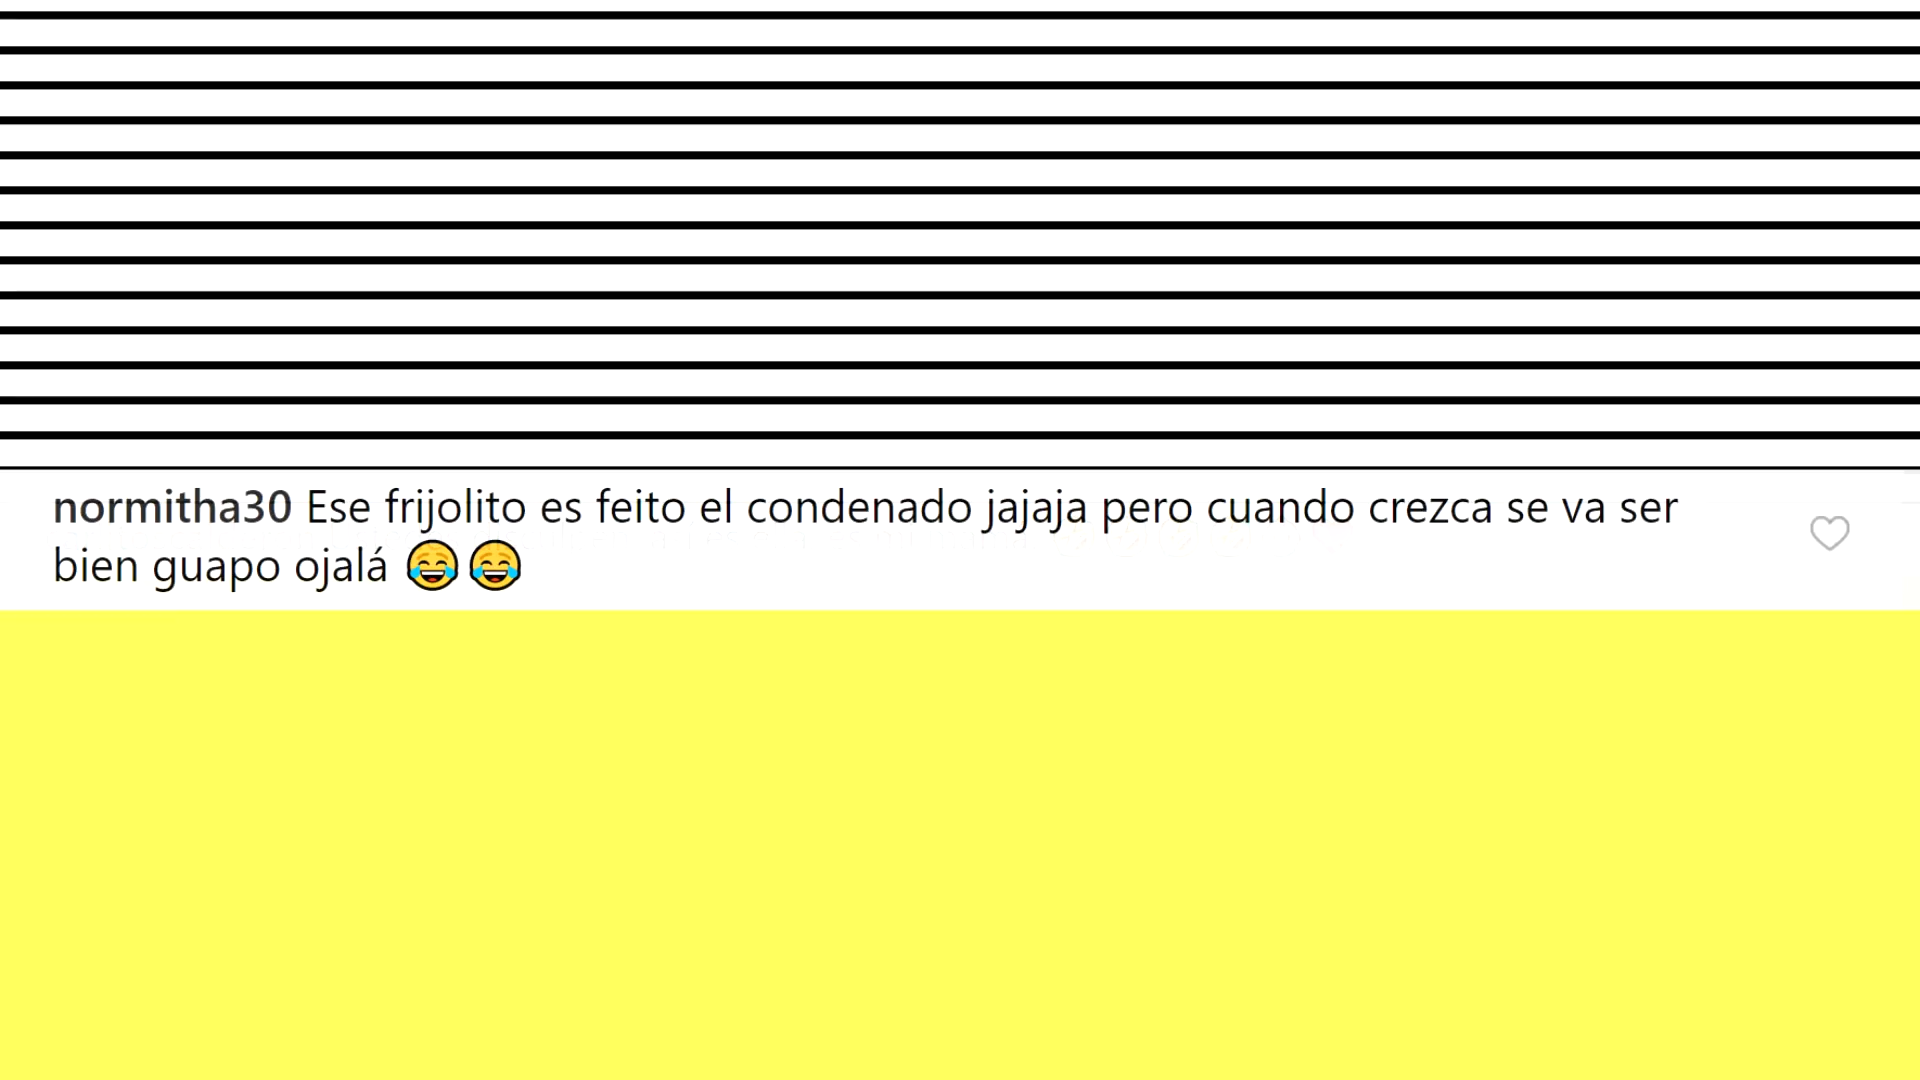 normitha30 Ese frijolito es feito el condenado jajaja pero cuando crezca se va ser
bien guapo ojalá 😂😂